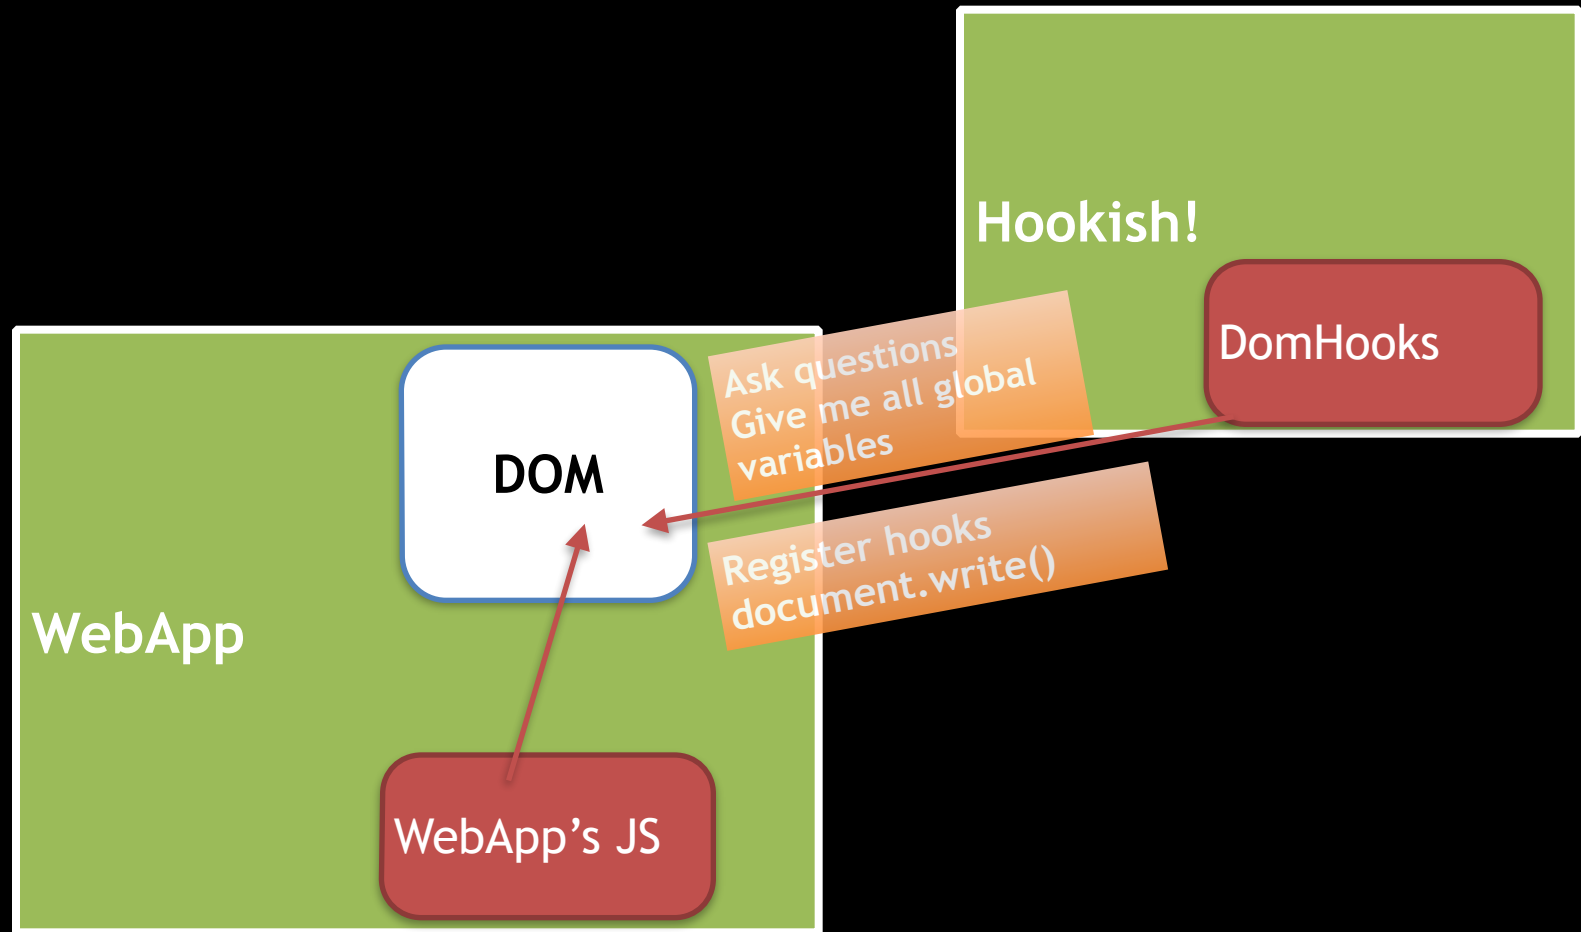 Hookish!
DomHooks
Ask questions
Give me all global
variables
DOM
Register hooks
document.write()
WebApp
WebApp’s JS